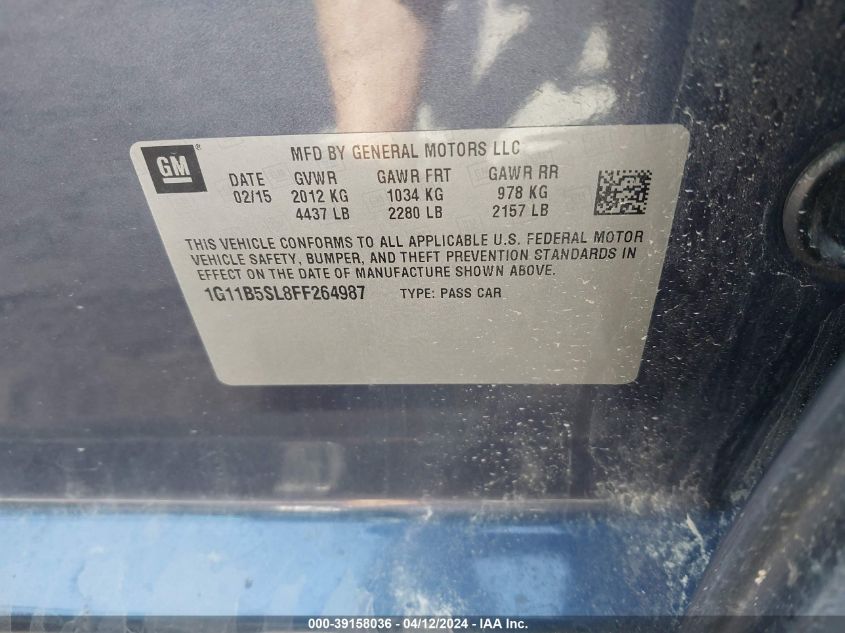 GM ®
MFD BY GENERAL MOTORS LLC
DATE GVWR GAWR FRT GAWR RR
02/15 2012 KG 1034 KG 978 KG
4437 LB 2280 LB 2157 LB
THIS VEHICLE CONFORMS TO ALL APPLICABLE U.S. FEDERAL MOTOR
VEHICLE SAFETY, BUMPER, AND THEFT PREVENTION STANDARDS IN
EFFECT ON THE DATE OF MANUFACTURE SHOWN ABOVE.
1G11B5SL8FF264987 TYPE: PASS CAR
000-39158036 - 04/12/2024 - IAA Inc.